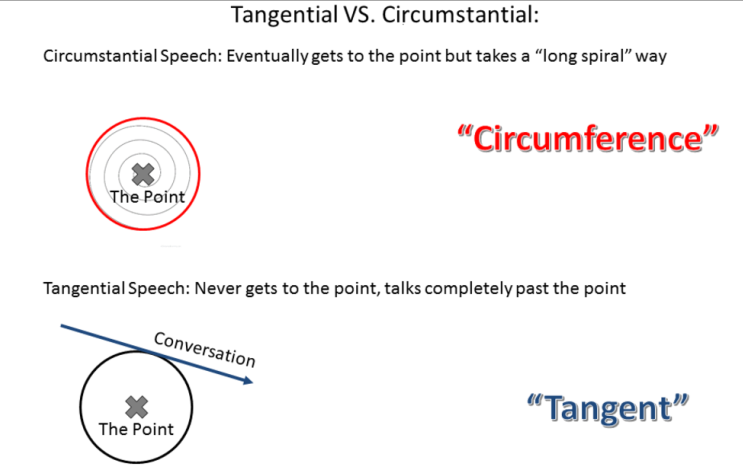 Tangential VS. Circumstantial:
Circumstantial Speech: Eventually gets to the point but takes a “long spiral” way
“Circumference”
The Point
Tangential Speech: Never gets to the point, talks completely past the point
Conversation
The Point
“Tangent”